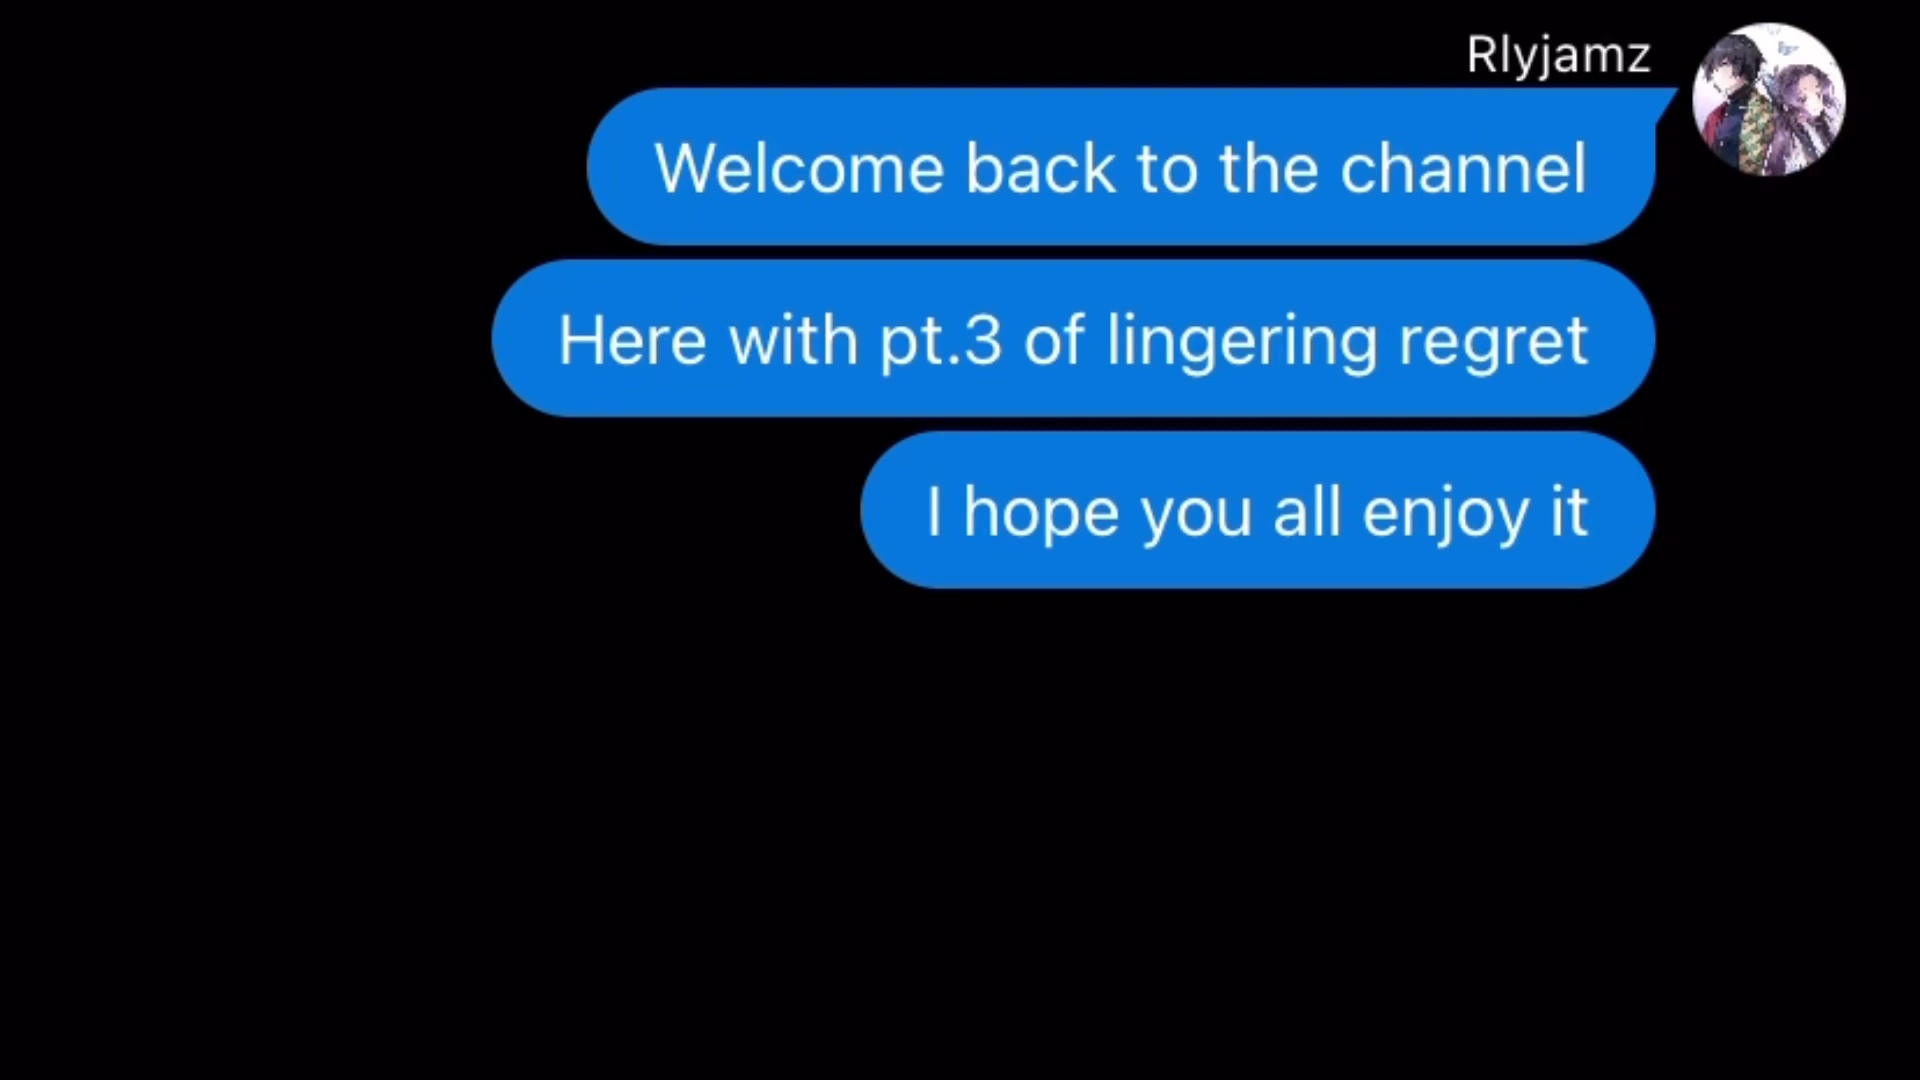 Rlyjamz
Welcome back to the channel
Here with pt.3 of lingering regret
I hope you all enjoy it